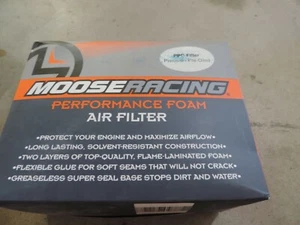 MOOSE RACING
PERFORMANCE FOAM
AIR FILTER
•PROTECT YOUR ENGINE AND MAXIMIZE AIRFLOW•
•LONG LASTING, SOLVENT-RESISTANT CONSTRUCTION•
•TWO LAYERS OF TOP-QUALITY, FLAME-LAMINATED FOAM•
•FLEXIBLE GLUE FOR SOFT SEAMS THAT WILL NOT CRACK•
•GREASELESS SUPER SEAL BASE STOPS DIRT AND WATER•